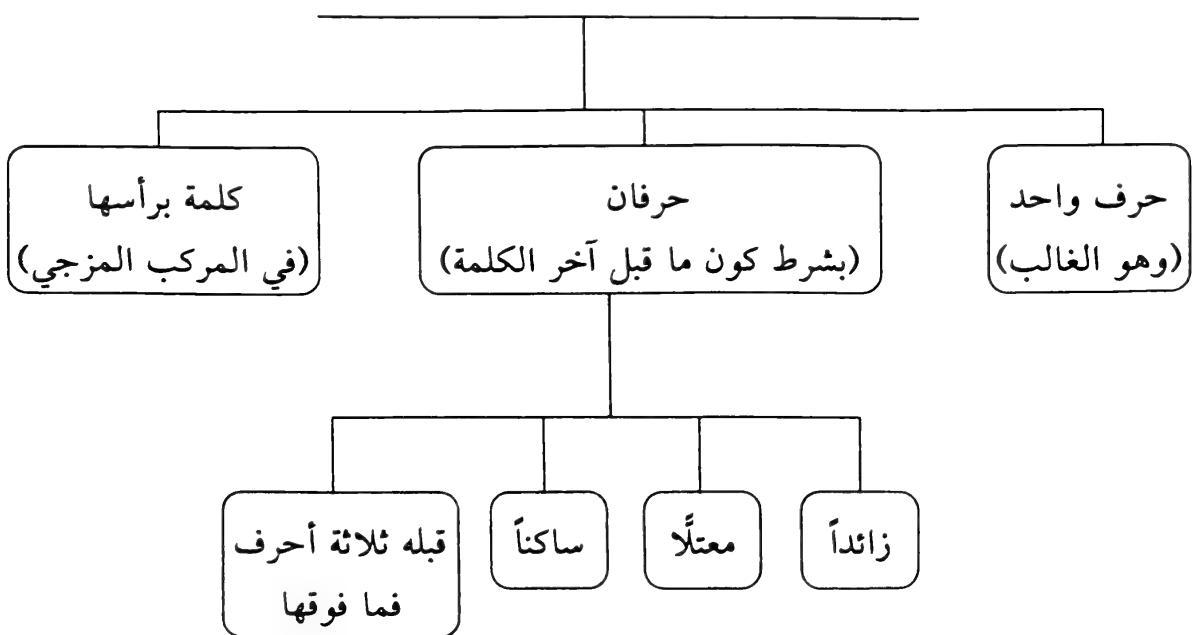 حرف واحد
(وهو الغالب)
حرفان
(بشرط كون ما قبل آخر الكلمة)
كلمة برأسها
(في المركب المزجي)
زائداً
معتلًّا
ساكناً
قبله ثلاثة أحرف
فما فوقها